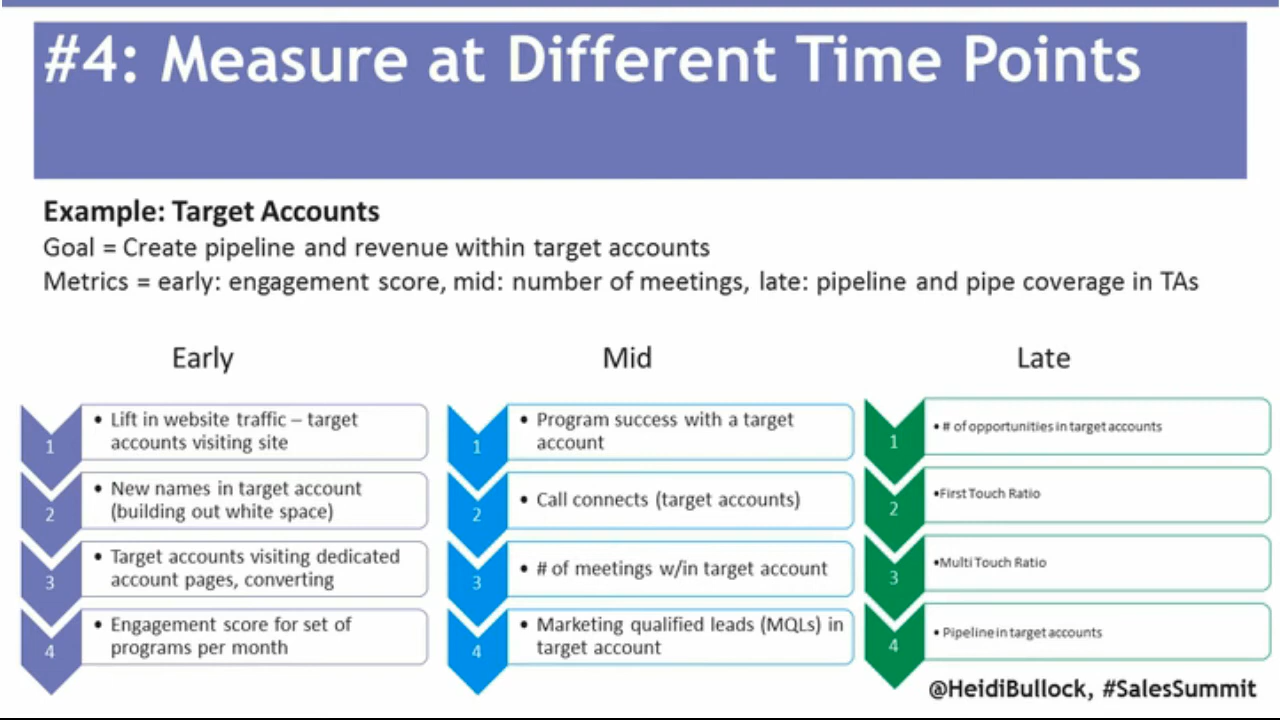 #4: Measure at Different Time Points
Example: Target Accounts
Goal = Create pipeline and revenue within target accounts
Metrics = early: engagement score, mid: number of meetings, late: pipeline and pipe coverage in TAs
Early
1
• Lift in website traffic – target
accounts visiting site
2
• New names in target account
(building out white space)
3
• Target accounts visiting dedicated
account pages, converting
4
• Engagement score for set of
programs per month
Mid
1
• Program success with a target
account
2
• Call connects (target accounts)
3
• # of meetings w/in target account
4
• Marketing qualified leads (MQLs) in
target account
Late
1
• # of opportunities in target accounts
2
•First Touch Ratio
3
•Multi Touch Ratio
4
• Pipeline in target accounts
@HeidiBullock, #SalesSummit